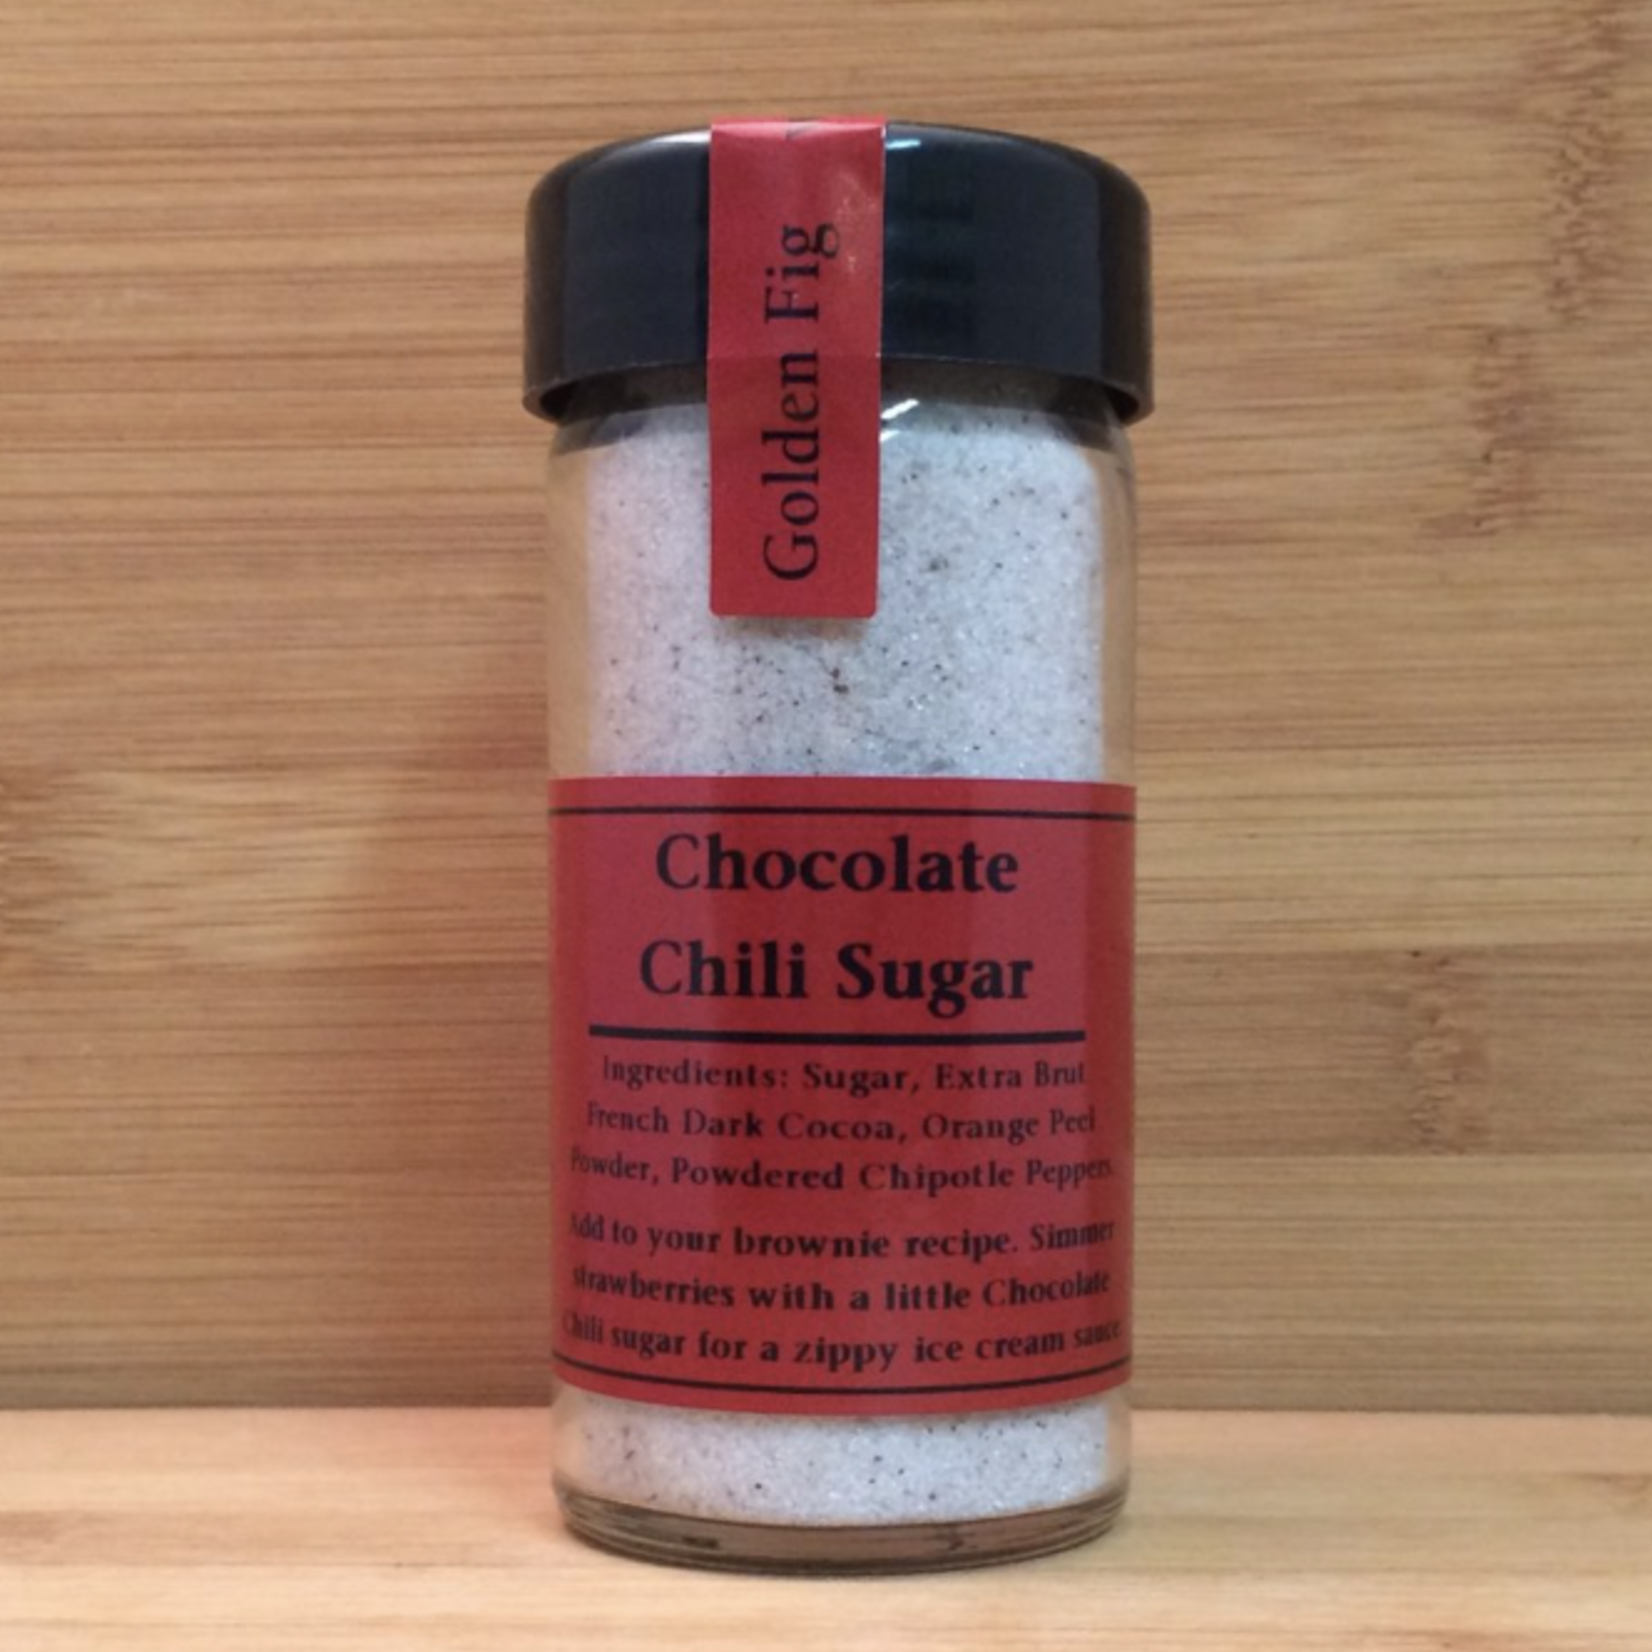 Golden Fig
Chocolate
Chili Sugar
Ingredients: Sugar, Extra Brut
French Dark Cocoa, Orange Peel
Powder, Powdered Chipotle Peppers.
Add to your brownie recipe. Simmer
strawberries with a little Chocolate
Chili sugar for a zippy ice cream sauce.